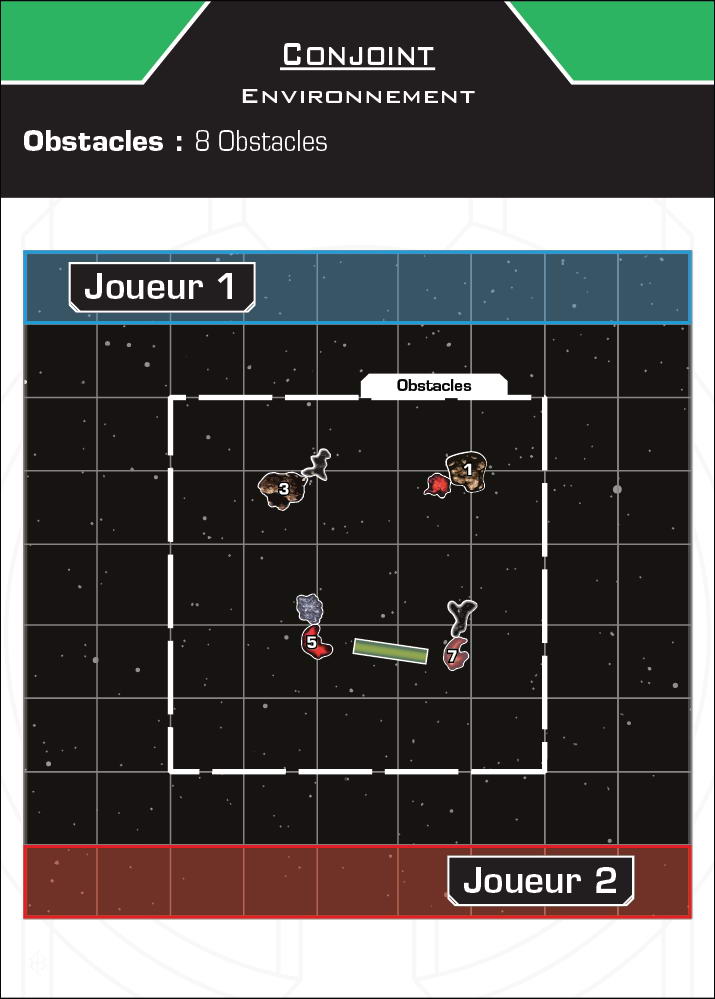 Conjoint
Environnement
Obstacles : 8 Obstacles
Joueur 1
Obstacles
3
1
5
7
Joueur 2